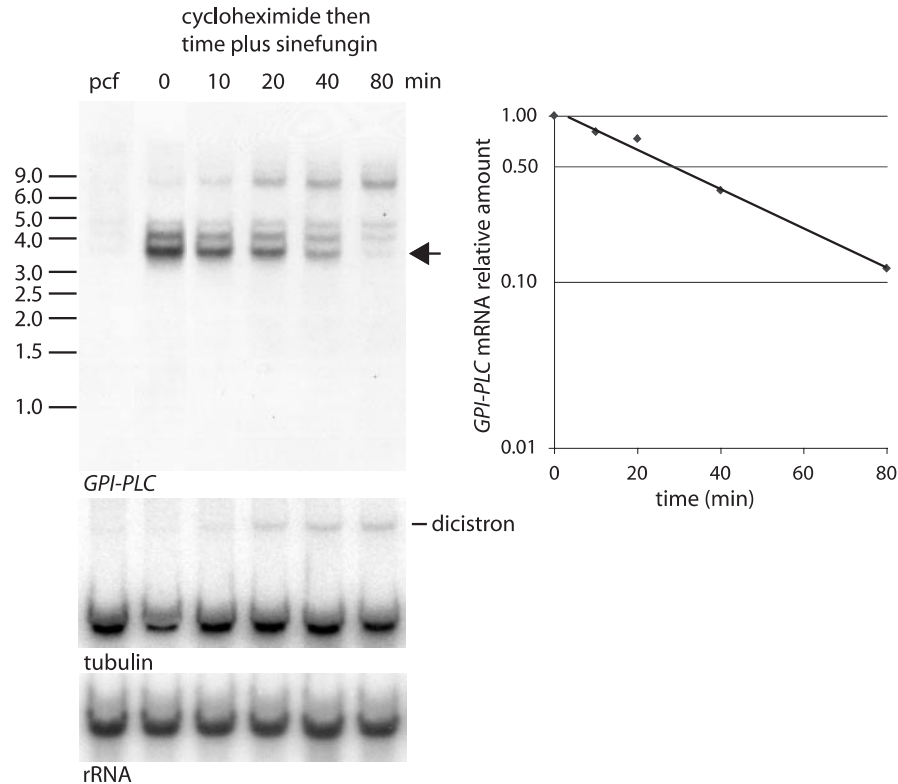 cycloheximide then
time plus sinefungin
pcf 0 10 20 40 80 min
9.0
6.0
5.0
4.0
3.0
2.5
2.0
1.5
1.0
GPI-PLC
dicistron
tubulin
rRNA
GPI-PLC mRNA relative amount
1.00
0.50
0.10
0.01
0 20 40 60 80
time (min)